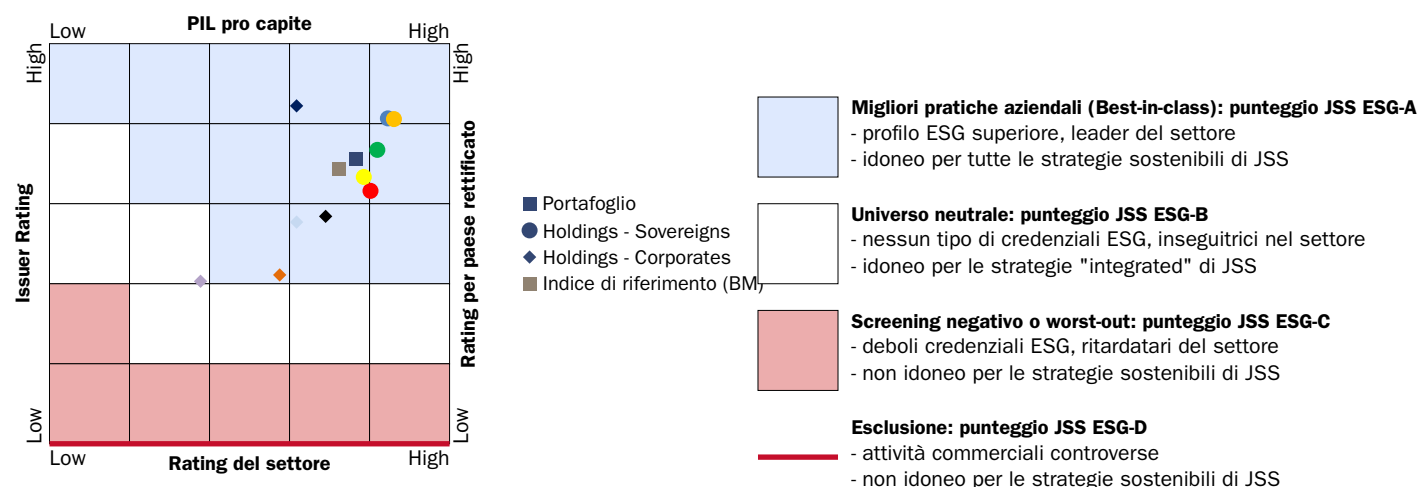 PIL pro capite
Low
High
High
High
Issuer Rating
Rating per paese rettificato
Low
Low
Low
High
Rating del settore
Portafoglio
Holdings - Sovereigns
Holdings - Corporates
Indice di riferimento (BM)
Migliori pratiche aziendali (Best-in-class): punteggio JSS ESG-A
- profilo ESG superiore, leader del settore
- idoneo per tutte le strategie sostenibili di JSS
Universo neutrale: punteggio JSS ESG-B
- nessun tipo di credenziali ESG, inseguitrici nel settore
- idoneo per le strategie "integrated" di JSS
Screening negativo o worst-out: punteggio JSS ESG-C
- deboli credenziali ESG, ritardatari del settore
- non idoneo per le strategie sostenibili di JSS
Esclusione: punteggio JSS ESG-D
- attività commerciali controverse
- non idoneo per le strategie sostenibili di JSS